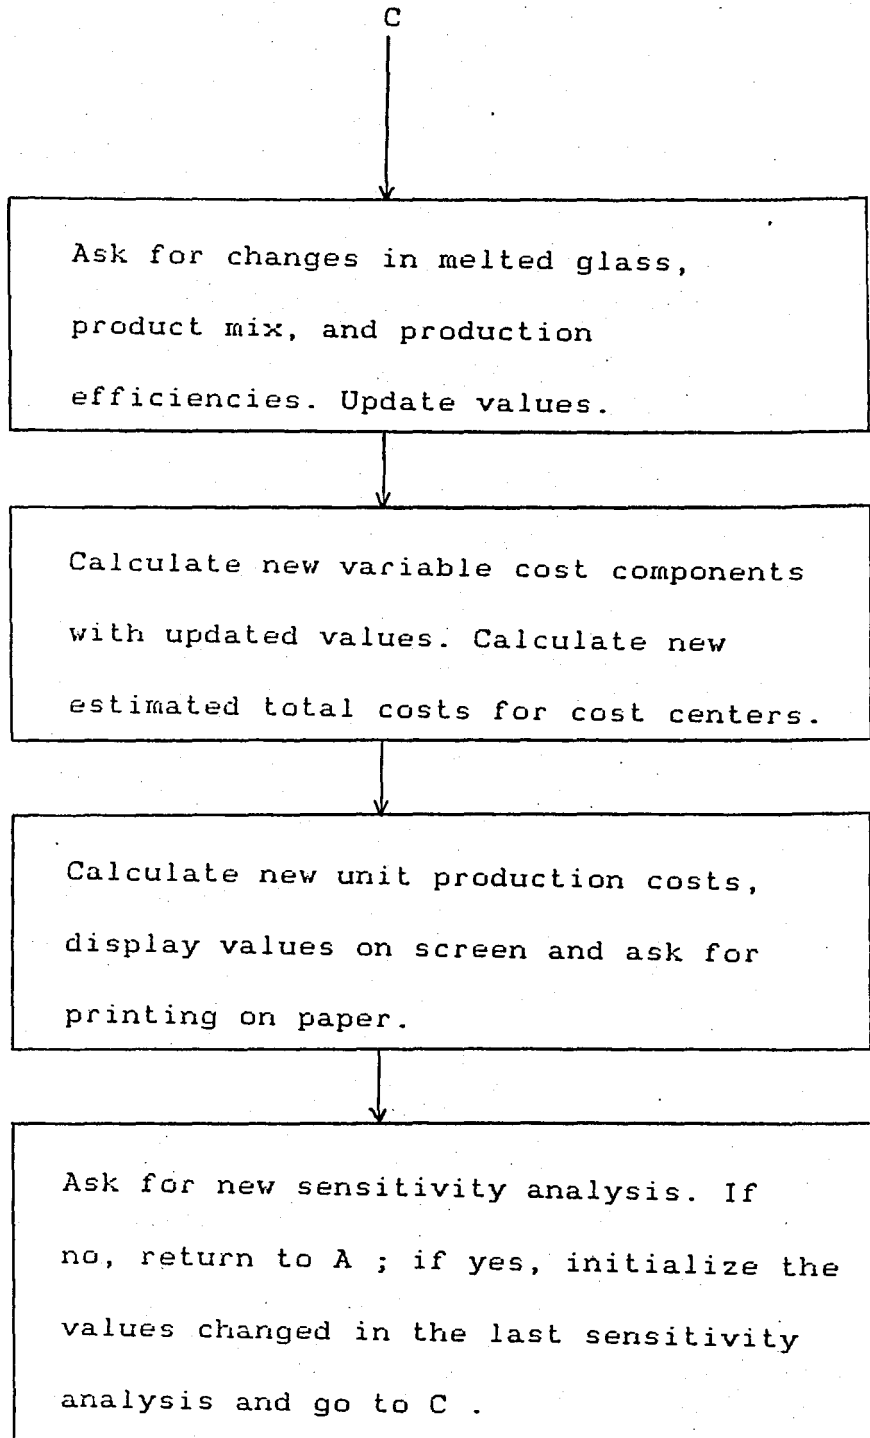 C
Ask for changes in melted glass,
product mix, and production
efficiencies. Update values.
Calculate new variable cost components
with updated values. Calculate new
estimated total costs for cost centers.
Calculate new unit production costs,
display values on screen and ask for
printing on paper.
Ask for new sensitivity analysis. If
no, return to A ; if yes, initialize the
values changed in the last sensitivity
analysis and go to C .